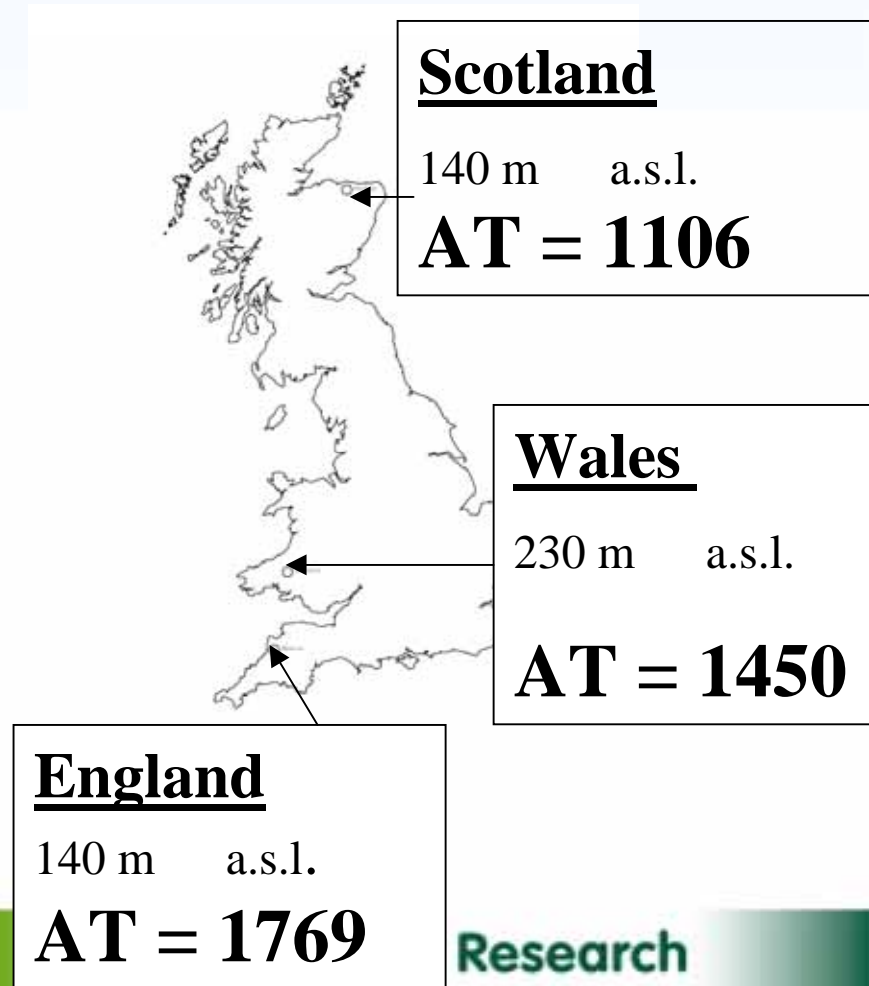 Scotland
140 m a.s.l.
AT = 1106
Wales
230 m a.s.l.
AT = 1450
England
140 m a.s.l.
AT = 1769
Research